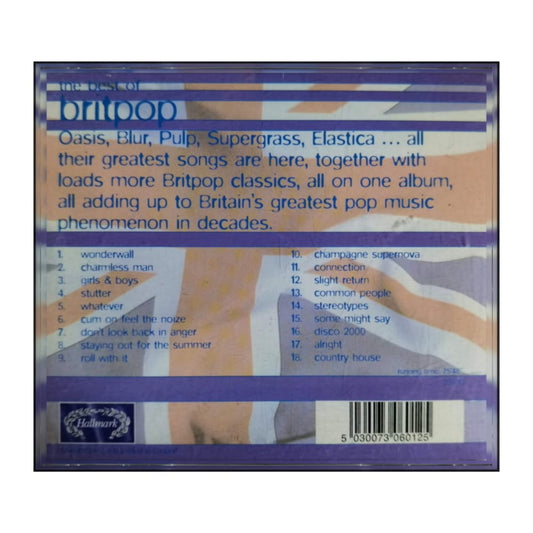 the best of
britpop
Oasis, Blur, Pulp, Supergrass, Elastica ... all
their greatest songs are here, together with
loads more Britpop classics, all on one album,
all adding up to Britain's greatest pop music
phenomenon in decades.
1. wonderwall
2. charmless man
3. girls & boys
4. stutter
5. whatever
6. cum on feel the noize
7. don't look back in anger
8. staying out for the summer
9. roll with it
10. champagne supernova
11. connection
12. slight return
13. common people
14. stereotypes
15. some might say
16. disco 2000
17. alright
18. country house
running time:
Hallmark
5 030073 060125